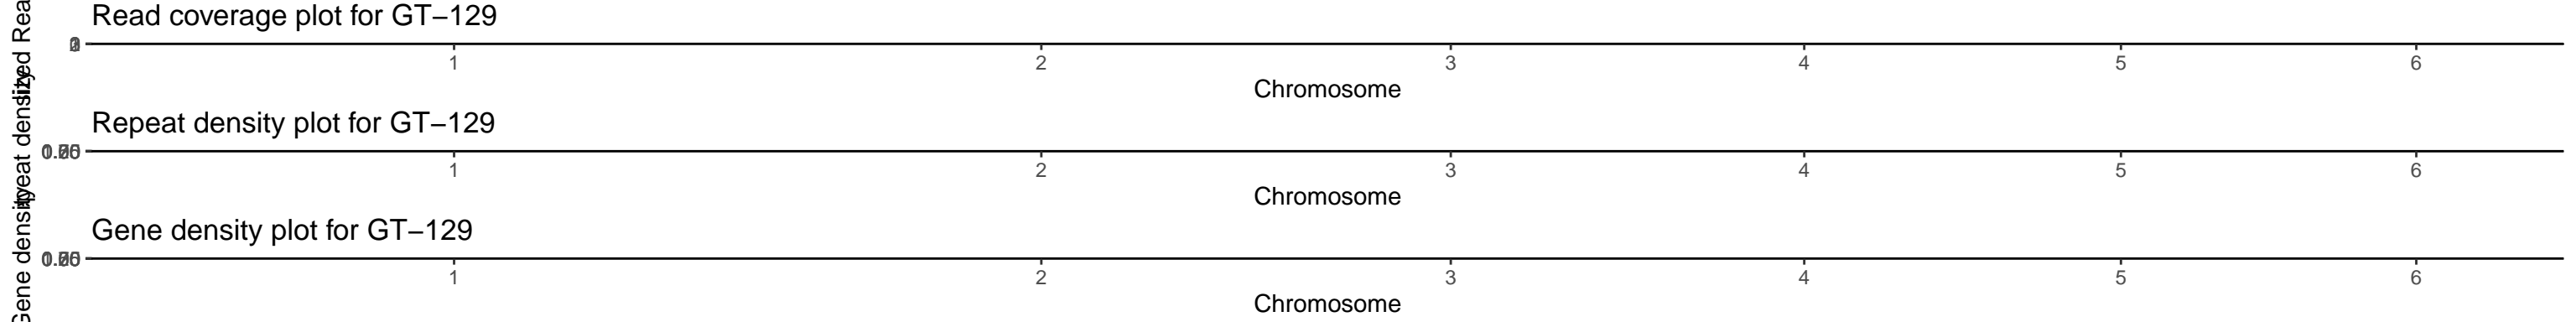 Read coverage plot for GT–129
1 2 3 4 5 6
Chromosome
Repeat density plot for GT–129
1 2 3 4 5 6
Chromosome
Gene density plot for GT–129
1 2 3 4 5 6
Chromosome
Gene density